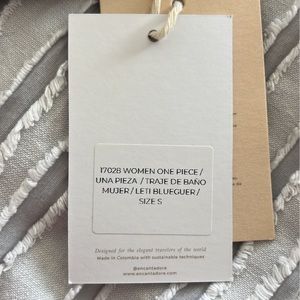 17028 WOMEN ONE PIECE /
UNA PIEZA / TRAJE DE BAÑO
MUJER / LETI BLUEGUER /
SIZE S
Designed for the elegant travelers of the world
Made in Colombia with sustainable techniques
@encantadore
www.encantadore.com